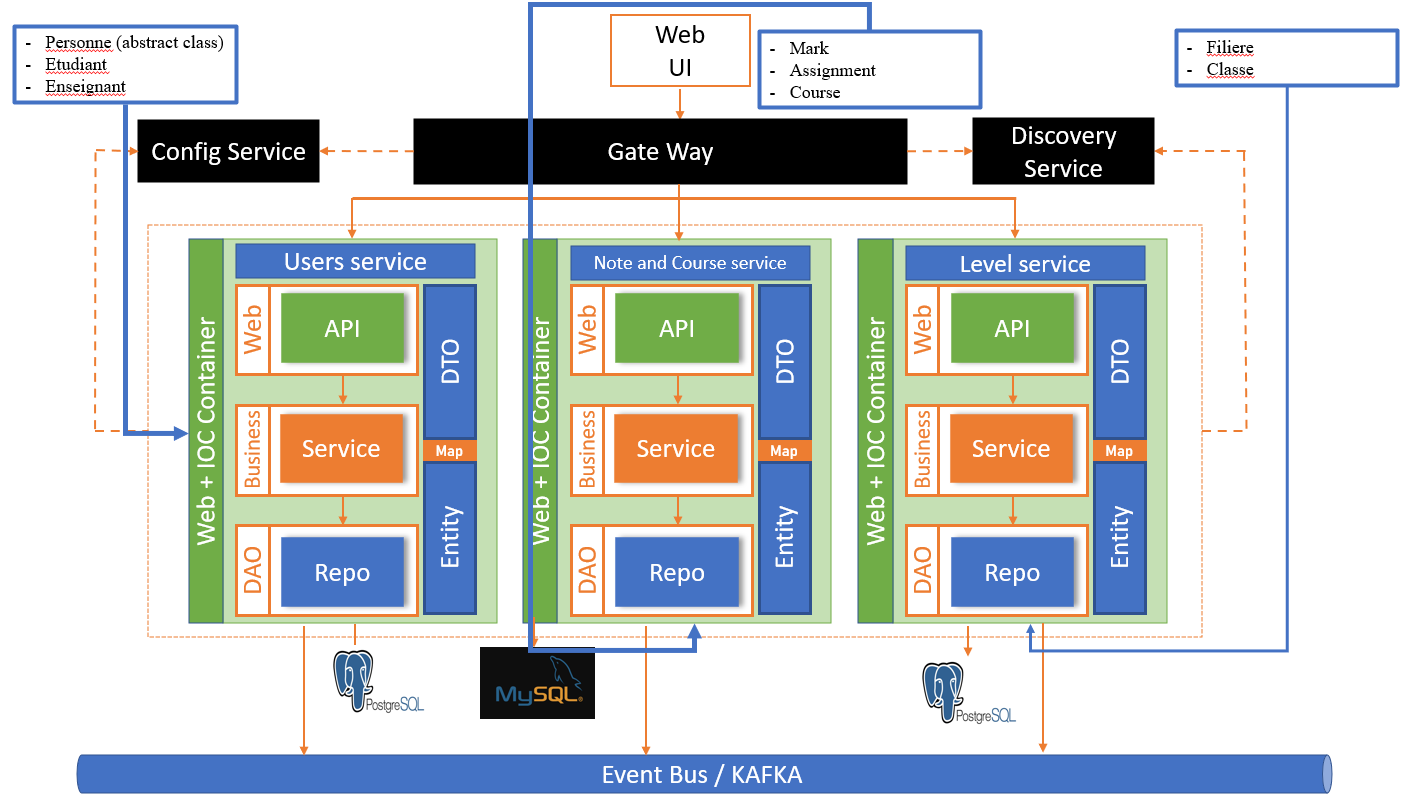 - Personne (abstract class)
- Etudiant
- Enseignant
Web
UI
- Mark
- Assignment
- Course
- Filiere
- Classe
Config Service
Gate Way
Discovery
Service
Web + IOC Container
Users service
Web
API
DTO
Business
Service
Map
DAO
Repo
Entity
Web + IOC Container
Note and Course service
Web
API
DTO
Business
Service
Map
DAO
Repo
Entity
Web + IOC Container
Level service
Web
API
DTO
Business
Service
Map
DAO
Repo
Entity
PostgreSQL
MySQL®
PostgreSQL
Event Bus / KAFKA